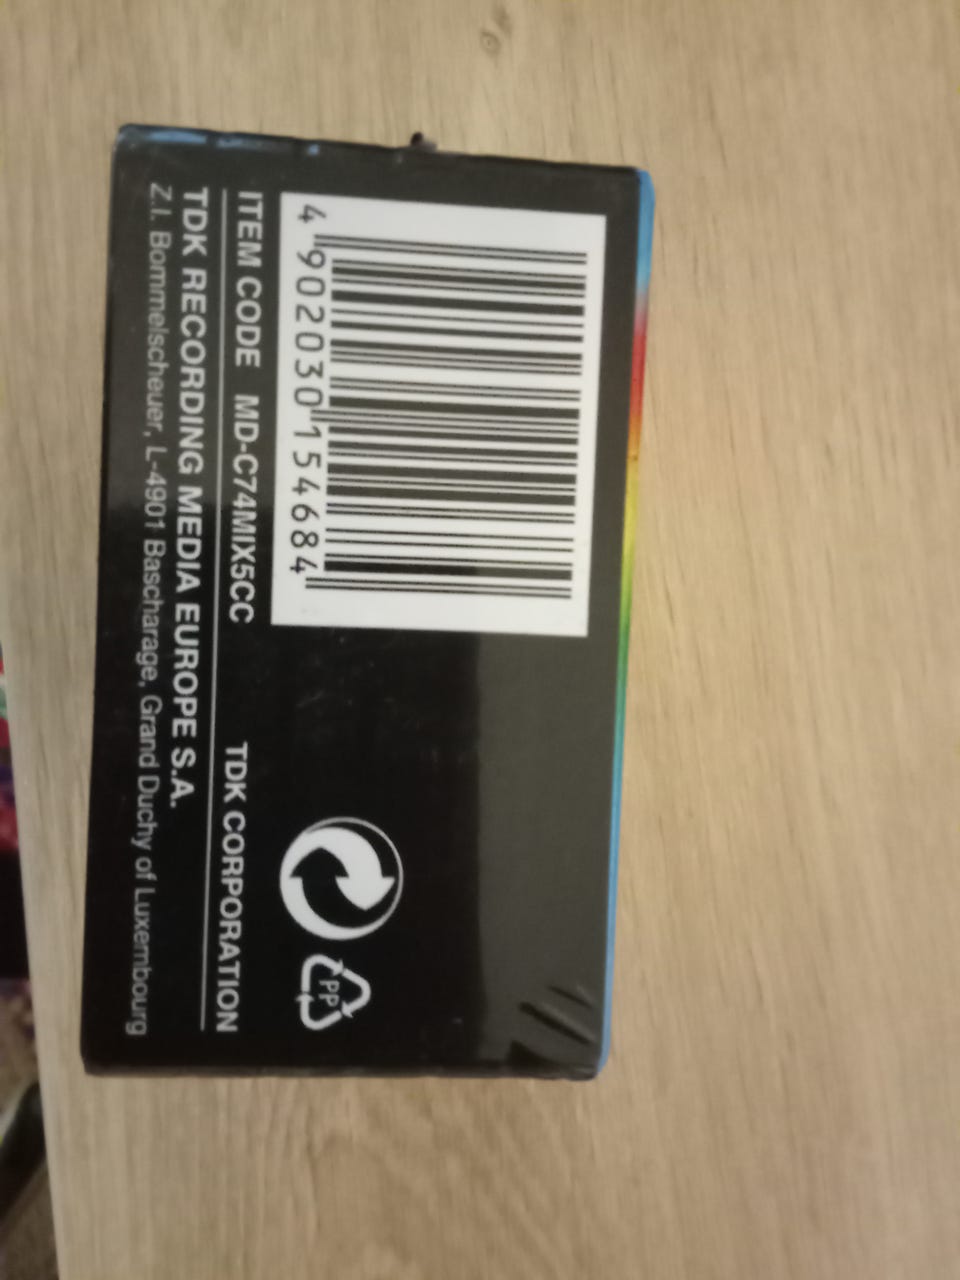 4 902030 154684
ITEM CODE MD-C74MIX5CC
TDK CORPORATION
TDK RECORDING MEDIA EUROPE S.A.
Z.I. Bommelscheuer, L-4901 Bascharage, Grand Duchy of Luxembourg
PP